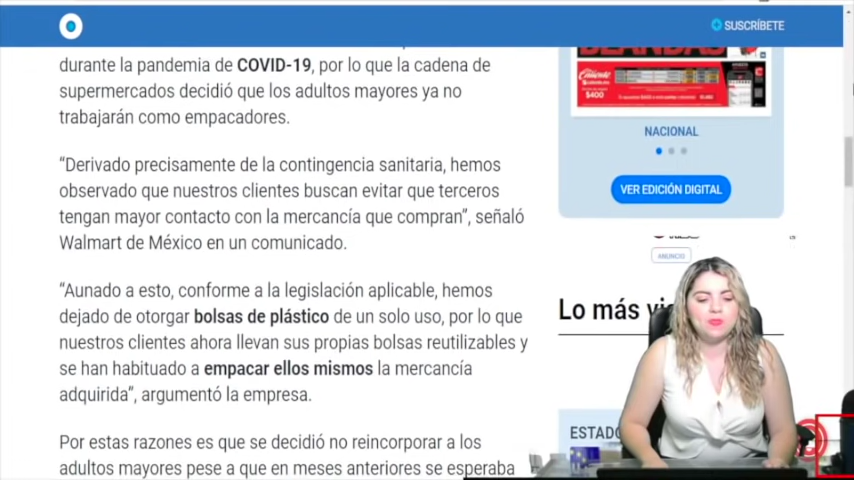 SUSCRÍBETE
durante la pandemia de COVID-19, por lo que la cadena de
supermercados decidió que los adultos mayores ya no
trabajarán como empacadores.
“Derivado precisamente de la contingencia sanitaria, hemos
observado que nuestros clientes buscan evitar que terceros
tengan mayor contacto con la mercancía que compran”, señaló
Walmart de México en un comunicado.
“Aunado a esto, conforme a la legislación aplicable, hemos
dejado de otorgar bolsas de plástico de un solo uso, por lo que
nuestros clientes ahora llevan sus propias bolsas reutilizables y
se han habituado a empacar ellos mismos la mercancía
adquirida”, argumentó la empresa.
Por estas razones es que se decidió no reincorporar a los
adultos mayores pese a que en meses anteriores se esperaba
Caliente
$400
NACIONAL
VER EDICIÓN DIGITAL
ANUNCIO
Lo más vi
ESTADO